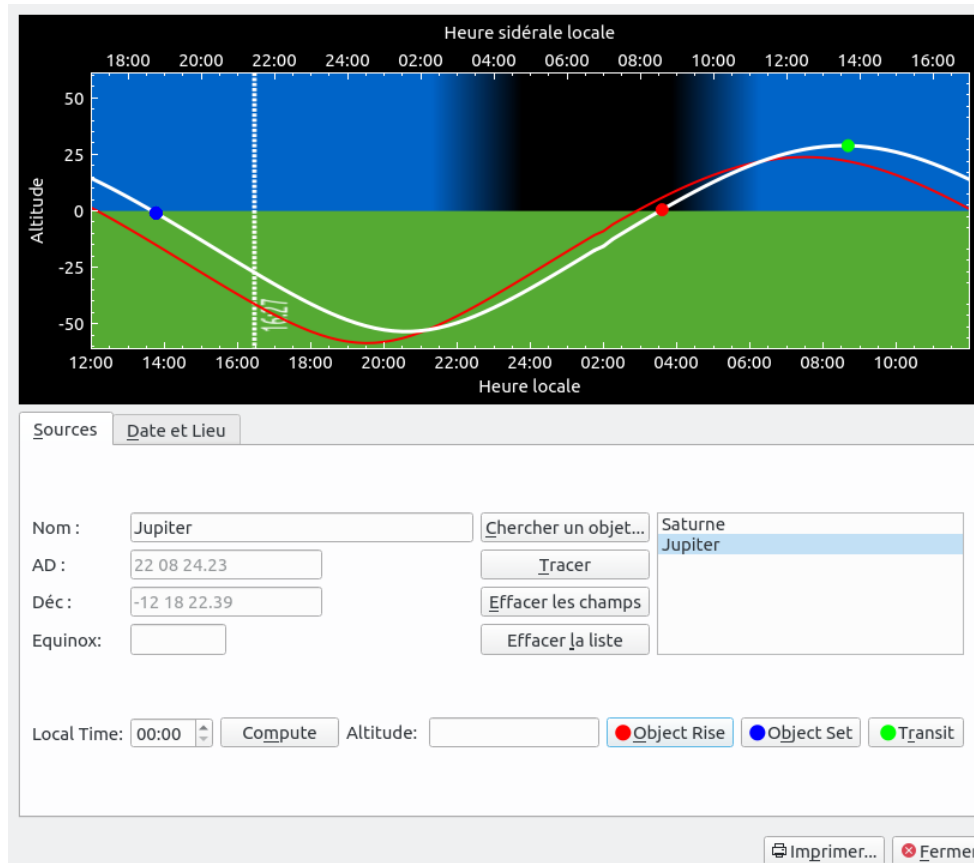 Heure sidérale locale
18:00 20:00 22:00 24:00 02:00 04:00 06:00 08:00 10:00 12:00 14:00 16:00
50
25
0
-25
-50
Altitude
16:27
12:00 14:00 16:00 18:00 20:00 22:00 00:00 02:00 04:00 06:00 08:00 10:00
Heure locale
Sources Date et Lieu
Nom : Jupiter Chercher un objet... Saturne
Jupiter
AD : 22 08 24.23 Tracer
Déc : -12 18 22.39 Effacer les champs
Equinox: Effacer la liste
Local Time: 00:00 Compute Altitude: Object Rise Object Set Transit
Imprimer... Fermer